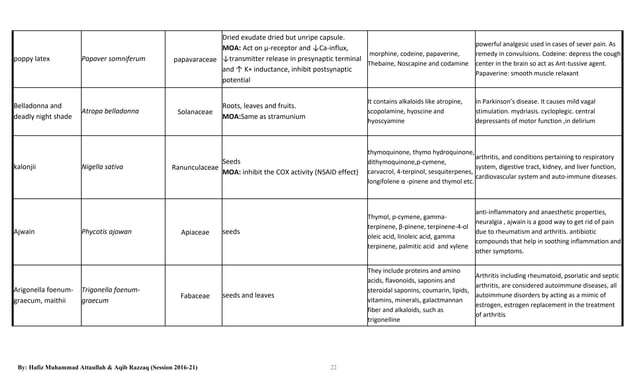 poppy latex
Papaver somniferum
papavaraceae
Dried exudate dried but unripe capsule.
MOA: Act on µ-receptor and ↓Ca-influx,
↓transmitter release in presynaptic terminal
and ↑ K+ inductance, inhibit postsynaptic
potential
morphine, codeine, papaverine,
Thebaine, Noscapine and codamine
powerful analgesic used in cases of sever pain. As
remedy in convulsions. Codeine: depress the cough
center in the brain so act as Ant-tussive agent.
Papaverine: smooth muscle relaxant
Belladonna and
deadly night shade
Atropa belladonna
Solanaceae
Roots, leaves and fruits.
MOA:Same as stramunium
It contains alkaloids like atropine,
scopolamine, hyoscine and
hyoscyamine
in Parkinson's disease. It causes mild vagal
stimulation. mydriasis. cycloplegic. central
depressants of motor function ,in delirium
kalonjii
Nigella sativa
Ranunculaceae
Seeds
MOA: inhibit the COX activity (NSAID effect)
thymoquinone, thymo hydroquinone,
dithymoquinone,p-cymene,
carvacrol, 4-terpinol, sesquiterpenes,
longifolene α -pinene and thymol etc.
arthritis, and conditions pertaining to respiratory
system, digestive tract, kidney, and liver function,
cardiovascular system and auto-immune diseases.
Ajwain
Phycotis ajowan
Apiaceae
seeds
Thymol, p-cymene, gamma-
terpinene, β-pinene, terpinene-4-ol
oleic acid, linoleic acid, gamma
terpinene, palmitic acid and xylene
anti-inflammatory and anaesthetic properties,
neuralgia , ajwain is a good way to get rid of pain
due to rheumatism and arthritis. antibiotic
compounds that help in soothing inflammation and
other symptoms.
Arigonella foenum-
graecum, maithii
Trigonella foenum-
graecum
Fabaceae
seeds and leaves
They include proteins and amino
acids, flavonoids, saponins and
steroidal saponins, coumarin, lipids,
vitamins, minerals, galactmannan
fiber and alkaloids, such as
trigonelline
Arthritis including rheumatoid, psoriatic and septic
arthritis, are considered autoimmune diseases, all
autoimmune disorders by acting as a mimic of
estrogen, estrogen replacement in the treatment
of arthritis
By: Hafiz Muhammad Attaullah & Aqib Razzaq (Session 2016-21)
22